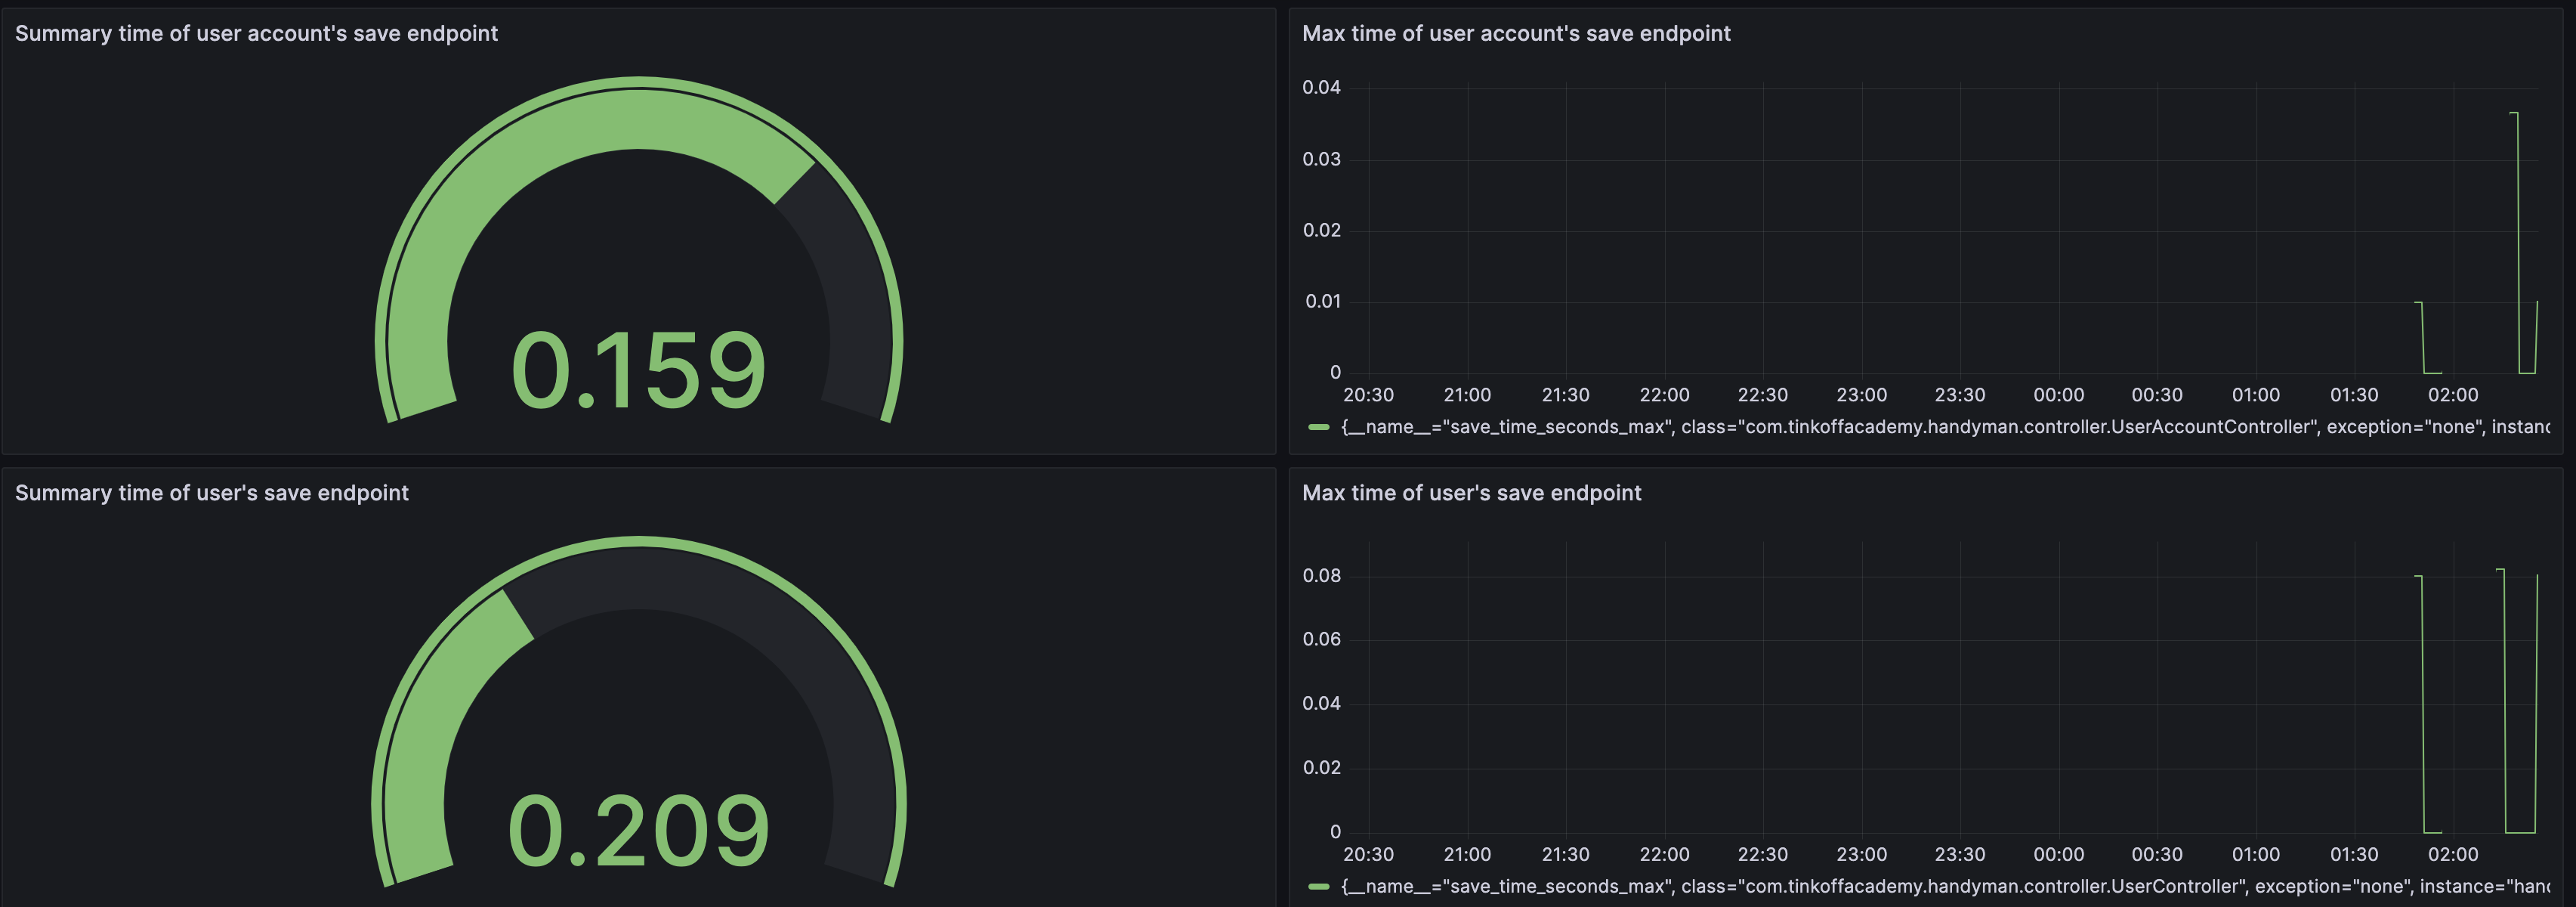 Summary time of user account's save endpoint
0.159
Max time of user account's save endpoint
0.04
0.03
0.02
0.01
0
20:30 21:00 21:30 22:00 22:30 23:00 23:30 00:00 00:30 01:00 01:30 02:00
{__name__="save_time_seconds_max", class="com.tinkoffacademy.handyman.controller.UserAccountController", exception="none", instanc
Summary time of user's save endpoint
0.209
Max time of user's save endpoint
0.08
0.06
0.04
0.02
0
20:30 21:00 21:30 22:00 22:30 23:00 23:30 00:00 00:30 01:00 01:30 02:00
{__name__="save_time_seconds_max", class="com.tinkoffacademy.handyman.controller.UserController", exception="none", instance="hand